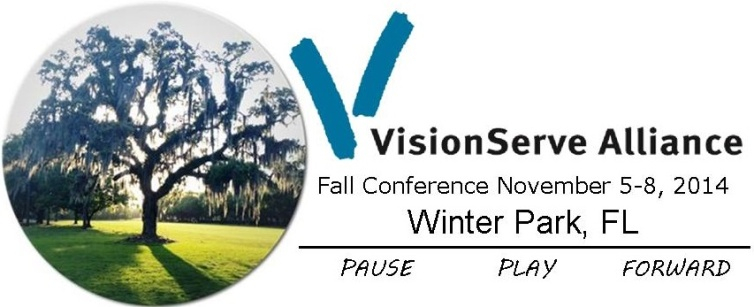 VisionServe Alliance
Fall Conference November 5-8, 2014
Winter Park, FL
PAUSE PLAY FORWARD